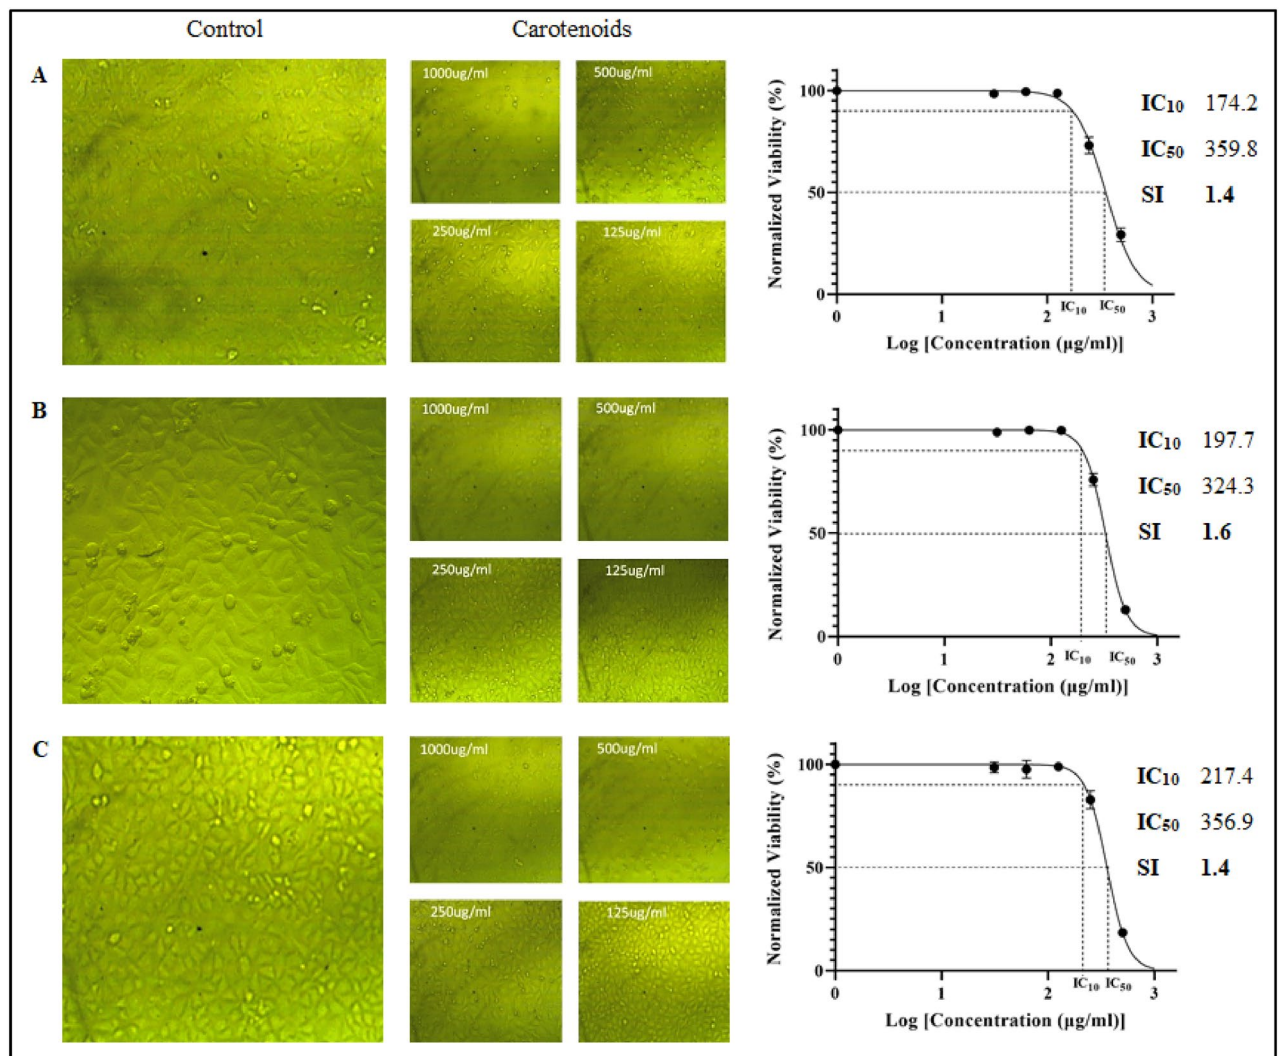 Control
Carotenoids
A
1000ug/ml
500ug/ml
250ug/ml
125ug/ml
Normalized Viability (%)
100
50
0
0
1
2
3
IC10
IC50
Log [Concentration (µg/ml)]
IC10 174.2
IC50 359.8
SI 1.4
B
1000ug/ml
500ug/ml
250ug/ml
125ug/ml
Normalized Viability (%)
100
50
0
0
1
2
3
IC10
IC50
Log [Concentration (µg/ml)]
IC10 197.7
IC50 324.3
SI 1.6
C
1000ug/ml
500ug/ml
250ug/ml
125ug/ml
Normalized Viability (%)
100
50
0
0
1
2
3
IC10
IC50
Log [Concentration (µg/ml)]
IC10 217.4
IC50 356.9
SI 1.4